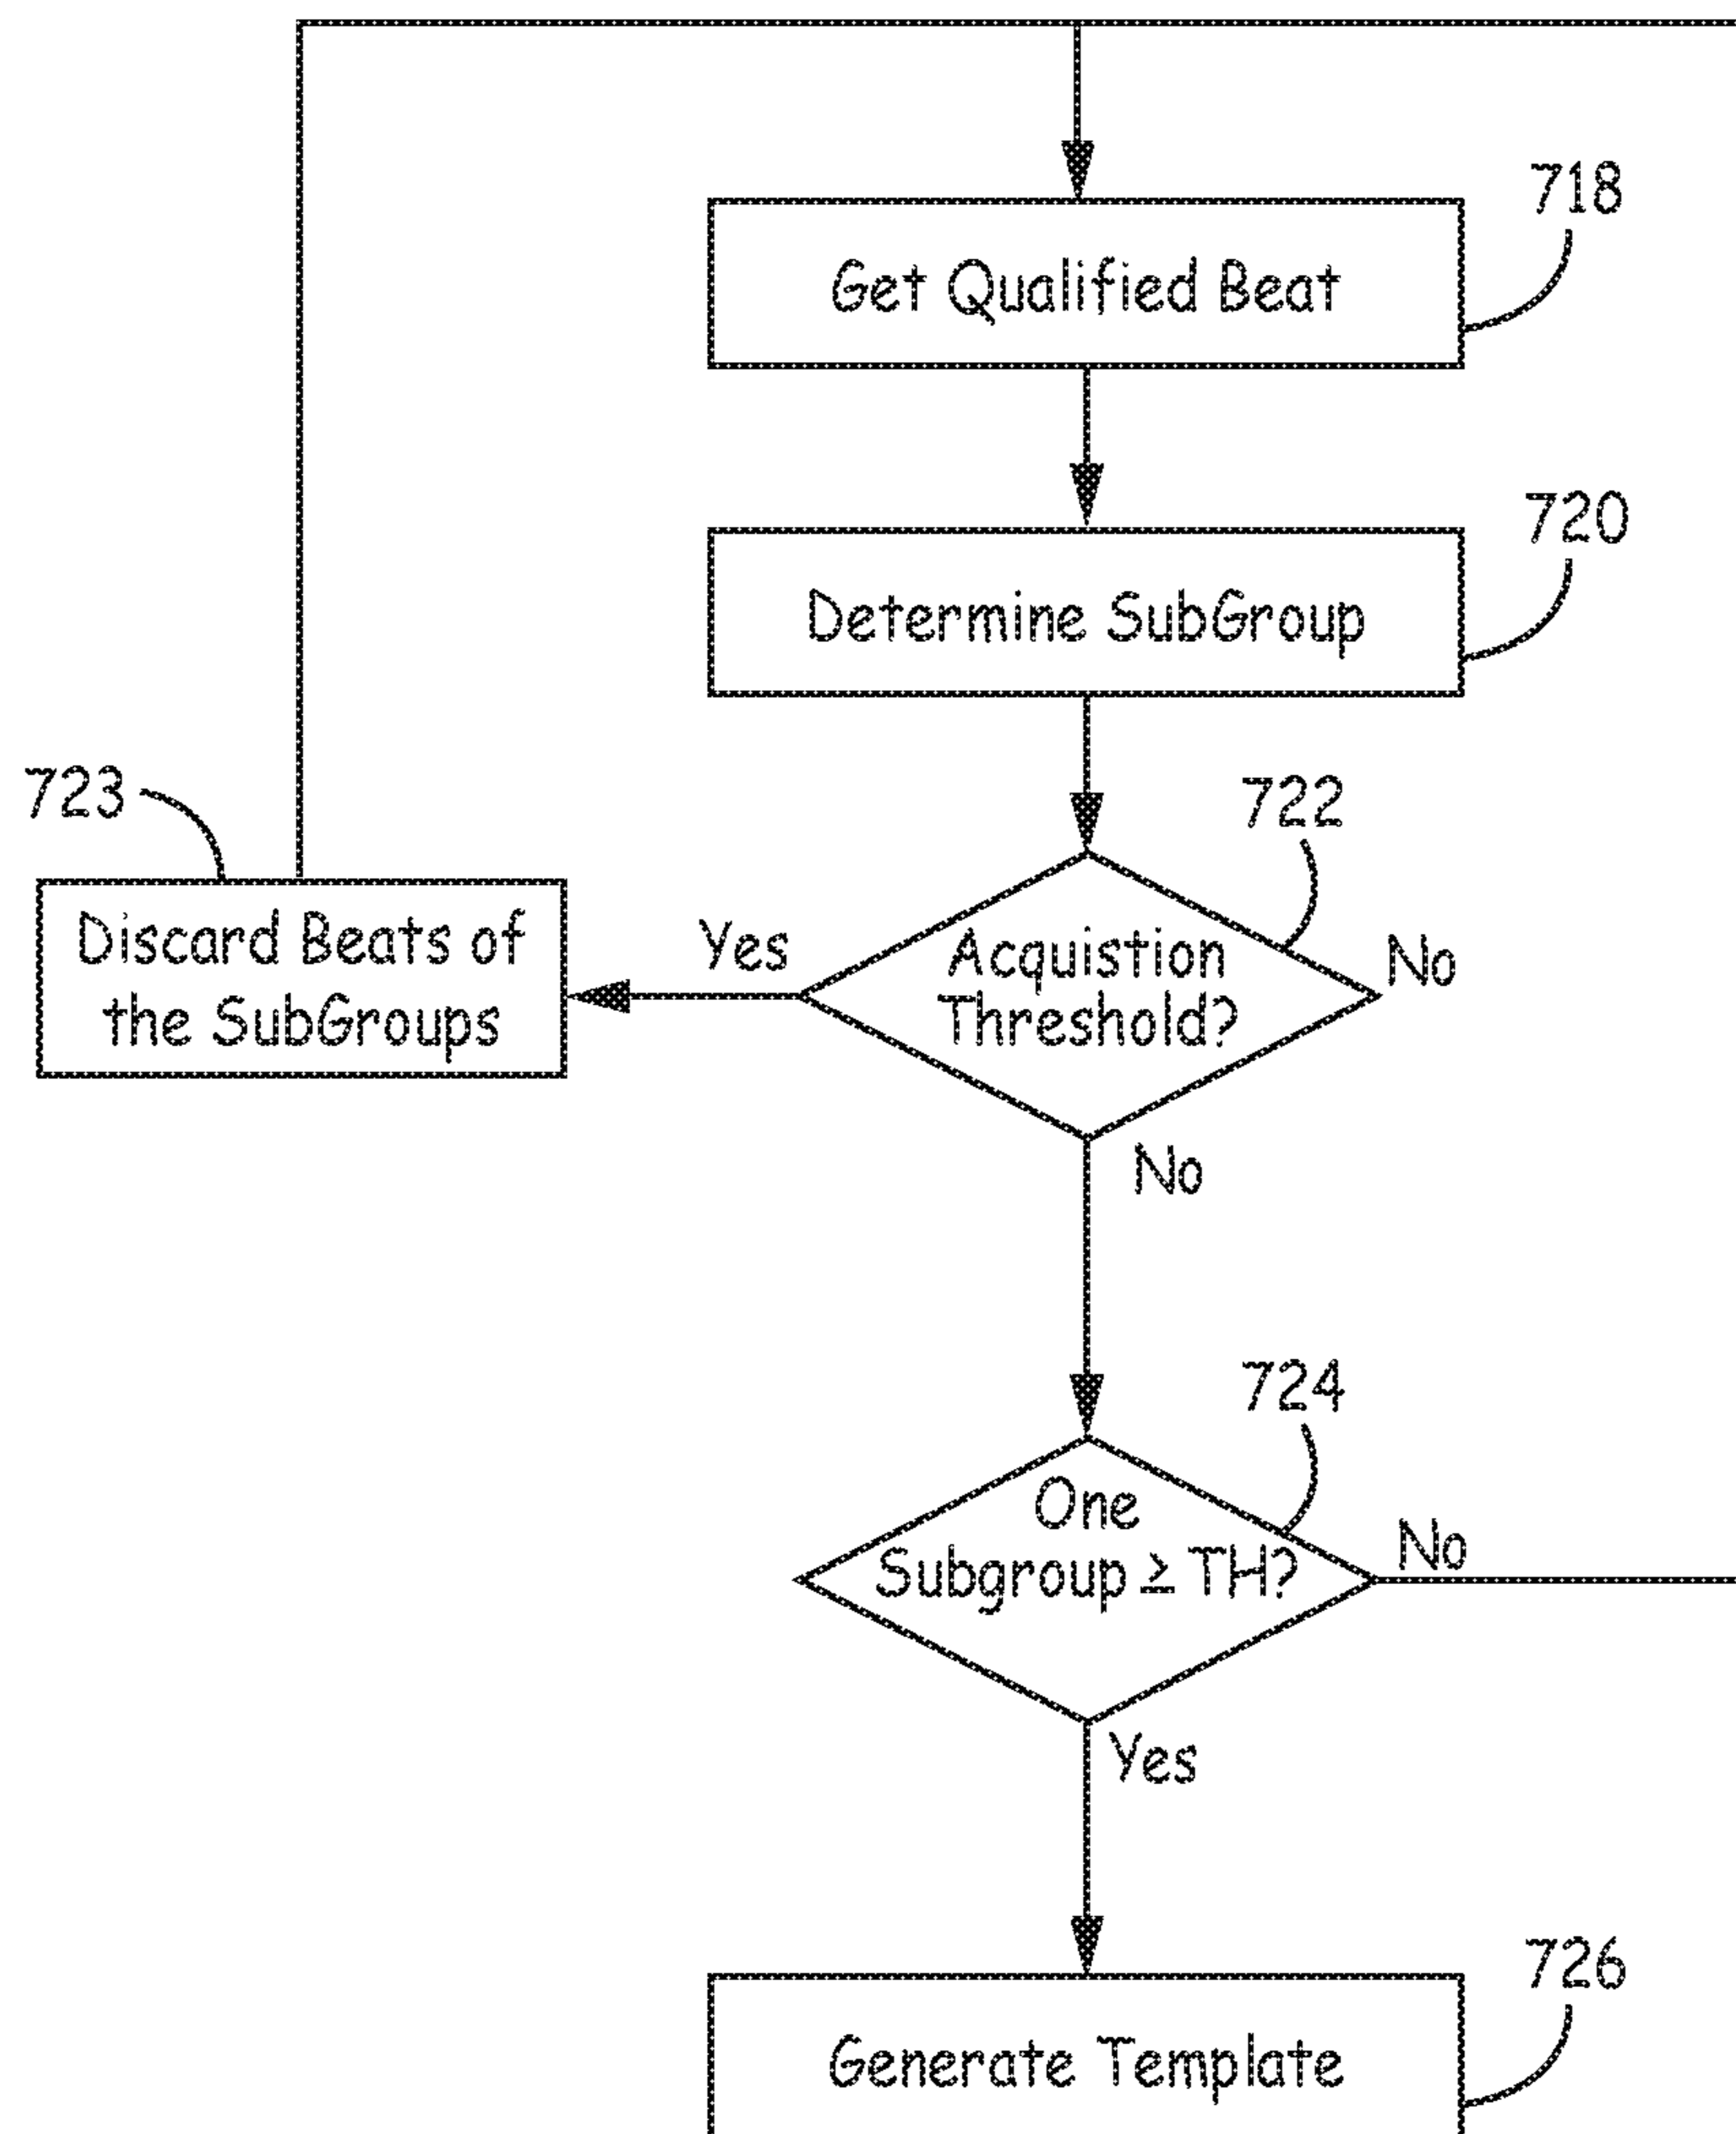 718
Get Qualified Beat
720
Determine SubGroup
723
722
Discard Beats of
the SubGroups
Yes
Acquistion
Threshold?
No
No
724
One
Subgroup ≥ TH?
No
Yes
726
Generate Template